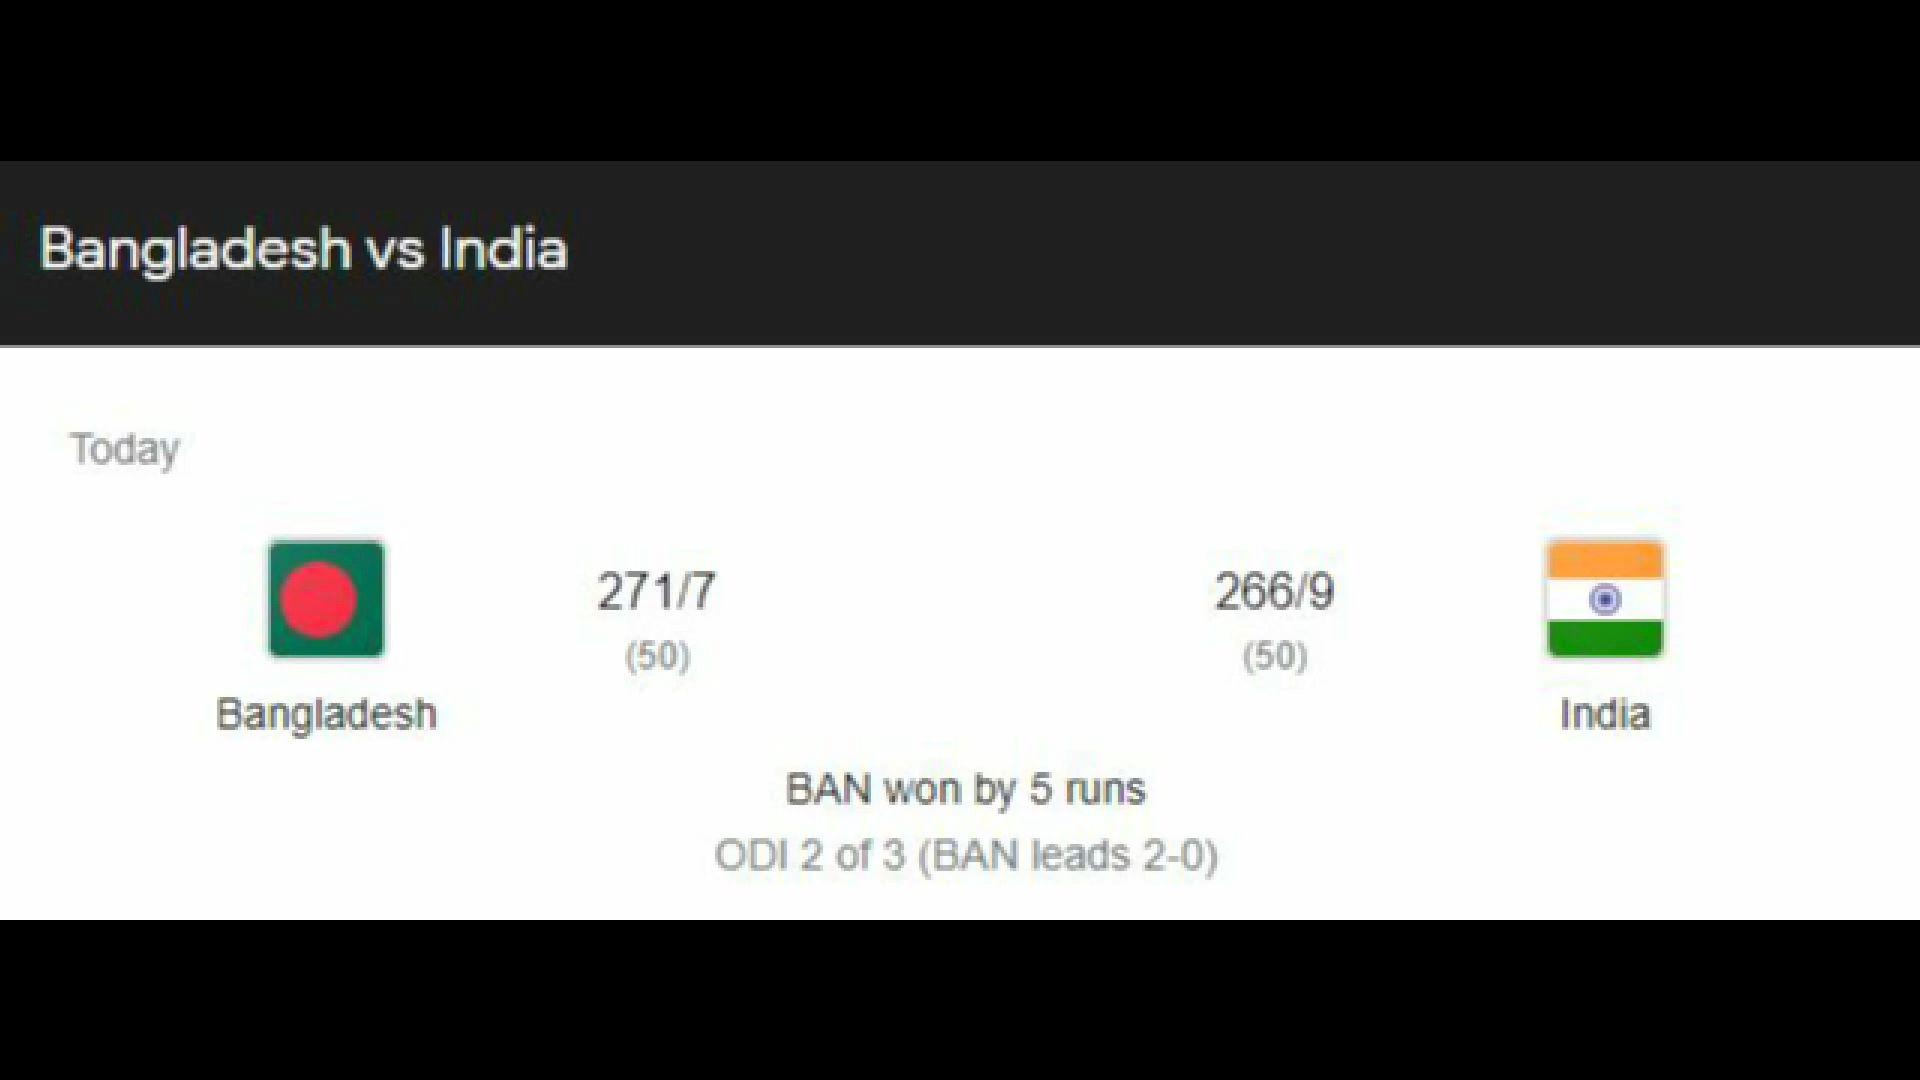 Bangladesh vs India
Today
271/7
266/9
(50)
(50)
Bangladesh
India
BAN won by 5 runs
ODI 2 of 3 (BAN leads 2-0)